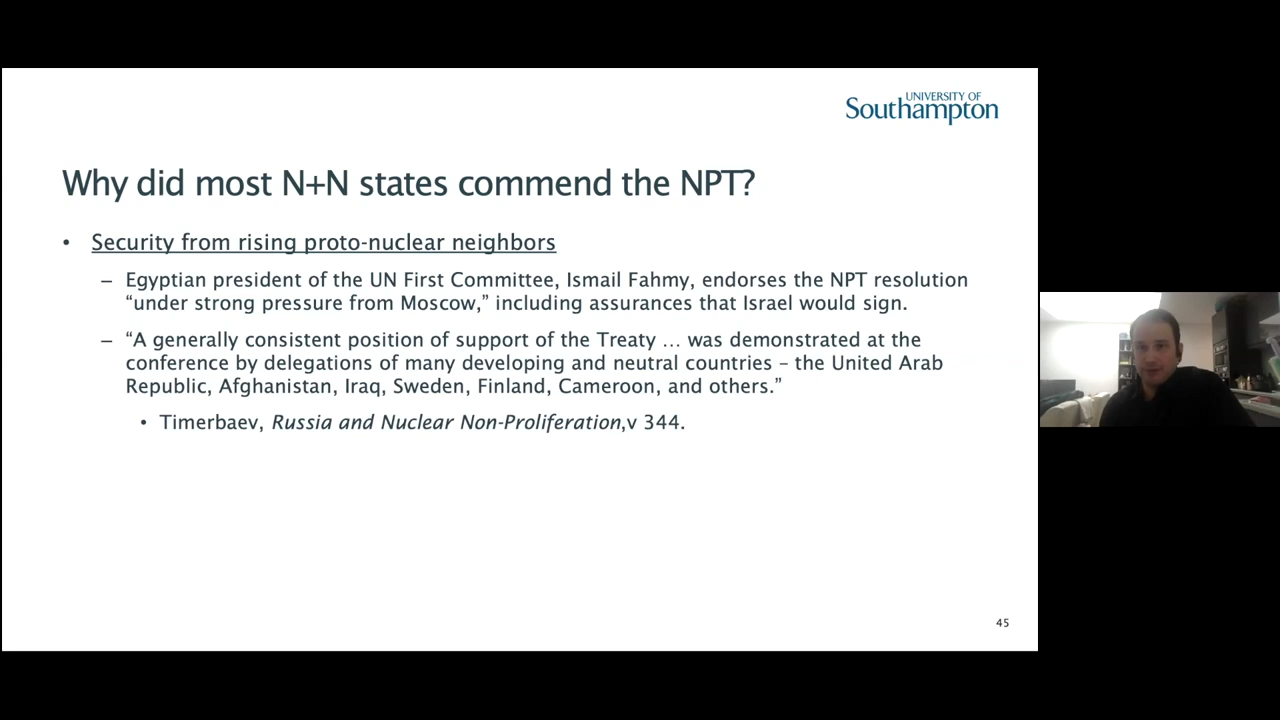 UNIVERSITY OF
Southampton
Why did most N+N states commend the NPT?
• Security from rising proto-nuclear neighbors
– Egyptian president of the UN First Committee, Ismail Fahmy, endorses the NPT resolution
“under strong pressure from Moscow,” including assurances that Israel would sign.
– “A generally consistent position of support of the Treaty … was demonstrated at the
conference by delegations of many developing and neutral countries – the United Arab
Republic, Afghanistan, Iraq, Sweden, Finland, Cameroon, and others.”
• Timerbaev, Russia and Nuclear Non-Proliferation,v 344.
45